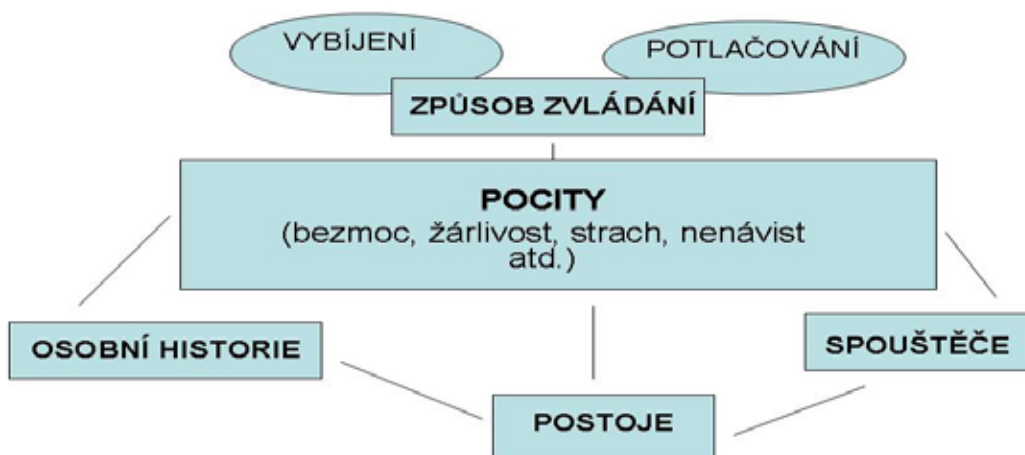 VYBÍJENÍ
POTLAČOVÁNÍ
ZPŮSOB ZVLÁDÁNÍ
POCITY
(bezmoc, žárlivost, strach, nenávist
atd.)
OSOBNÍ HISTORIE
SPOUŠTĚČE
POSTOJE